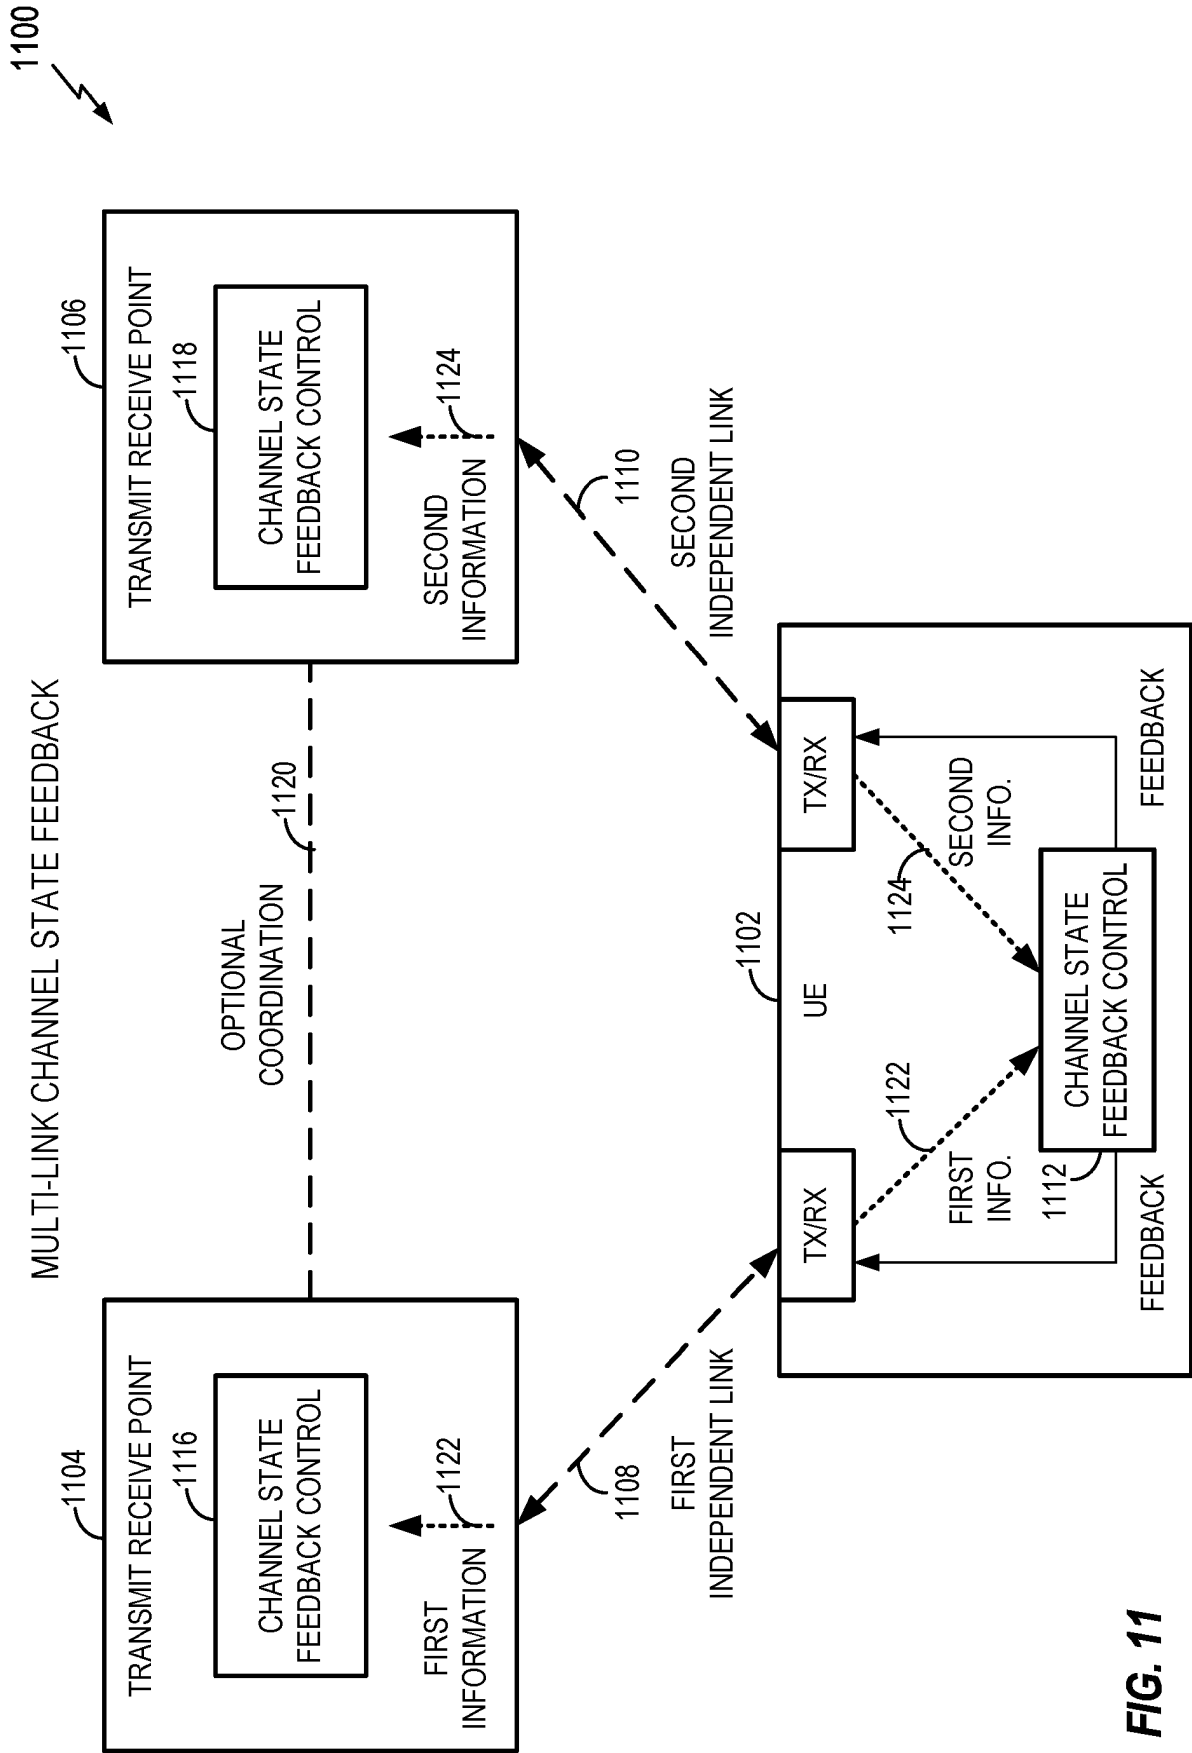 MULTI-LINK CHANNEL STATE FEEDBACK
1100
1104
TRANSMIT RECEIVE POINT
1116
CHANNEL STATE
FEEDBACK CONTROL
FIRST
INFORMATION
1122
OPTIONAL
COORDINATION
1120
1106
TRANSMIT RECEIVE POINT
1118
CHANNEL STATE
FEEDBACK CONTROL
SECOND
INFORMATION
1124
1108
FIRST
INDEPENDENT LINK
1110
SECOND
INDEPENDENT LINK
1102
UE
TX/RX
TX/RX
FIRST
INFO.
1122
1124
SECOND
INFO.
1112
CHANNEL STATE
FEEDBACK CONTROL
FEEDBACK
FEEDBACK
FIG. 11